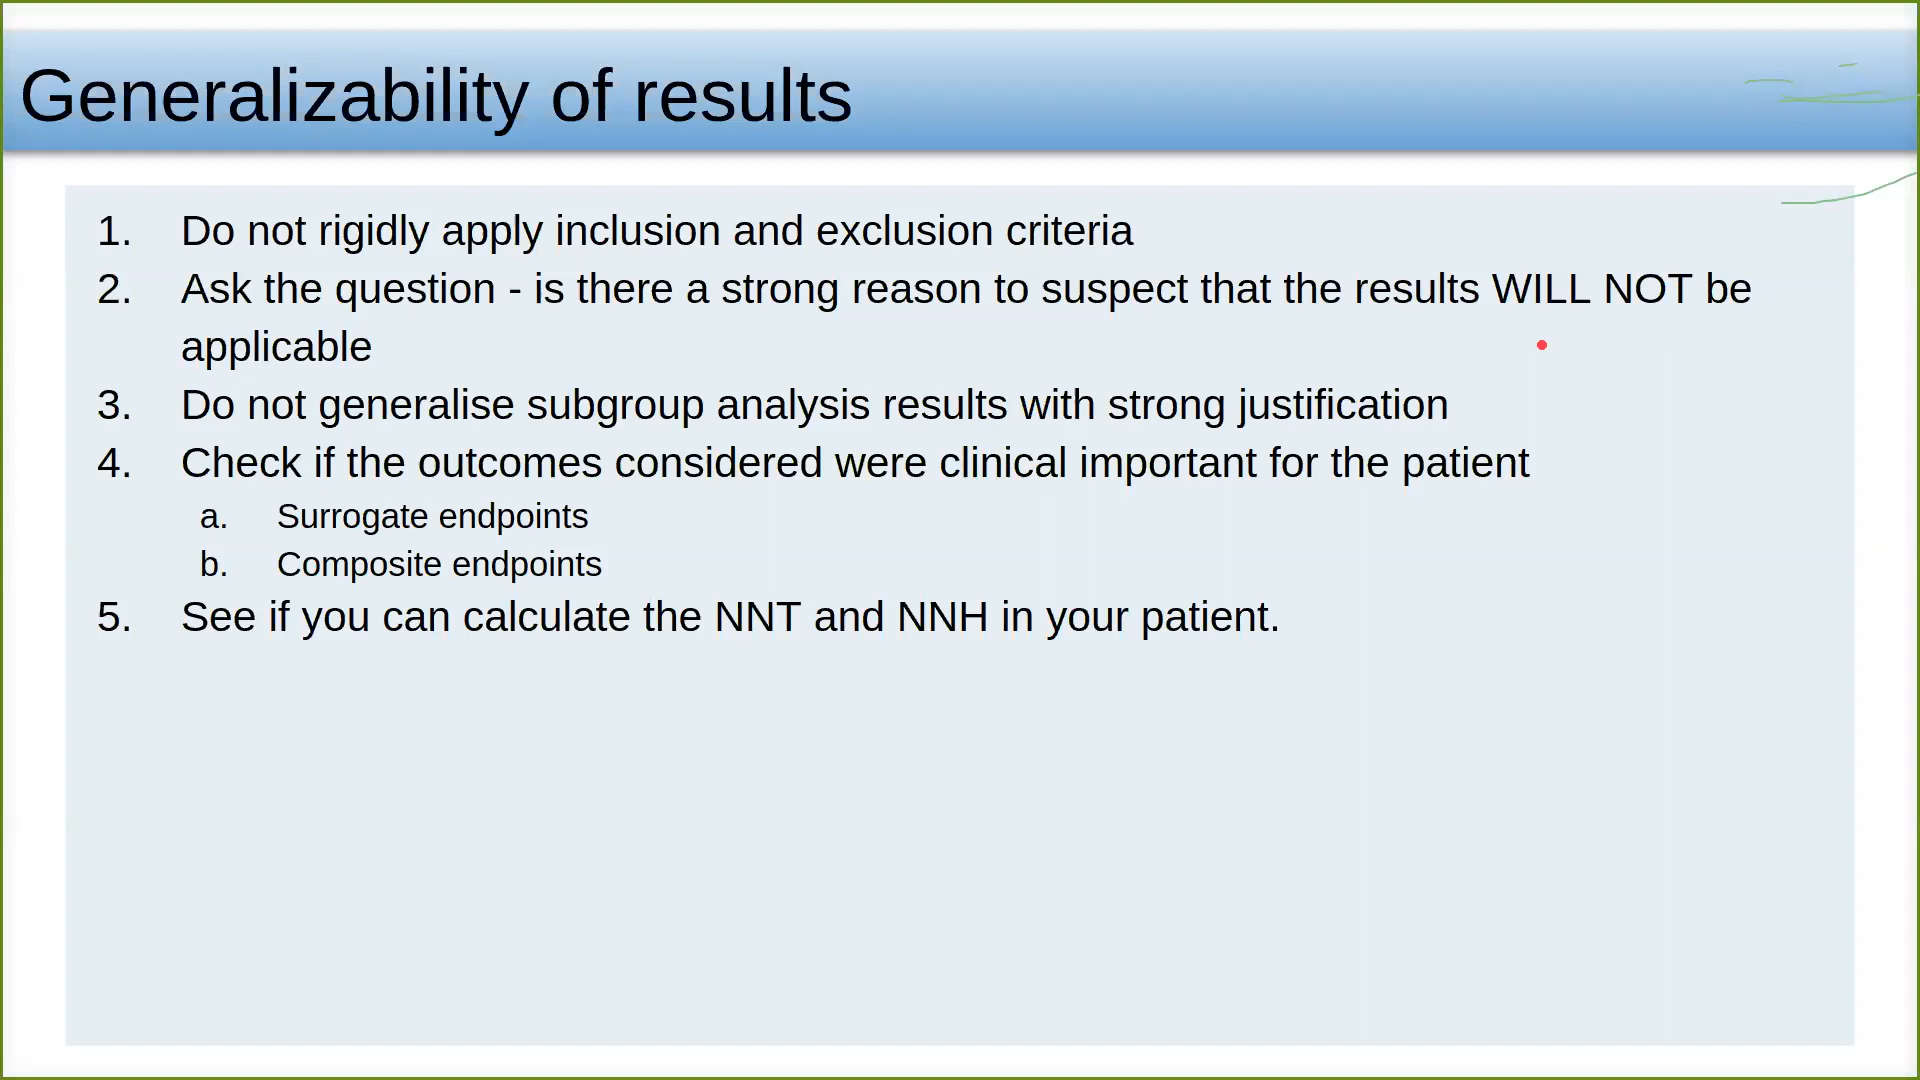 Generalizability of results
1. Do not rigidly apply inclusion and exclusion criteria
2. Ask the question - is there a strong reason to suspect that the results WILL NOT be
applicable
3. Do not generalise subgroup analysis results with strong justification
4. Check if the outcomes considered were clinical important for the patient
a. Surrogate endpoints
b. Composite endpoints
5. See if you can calculate the NNT and NNH in your patient.